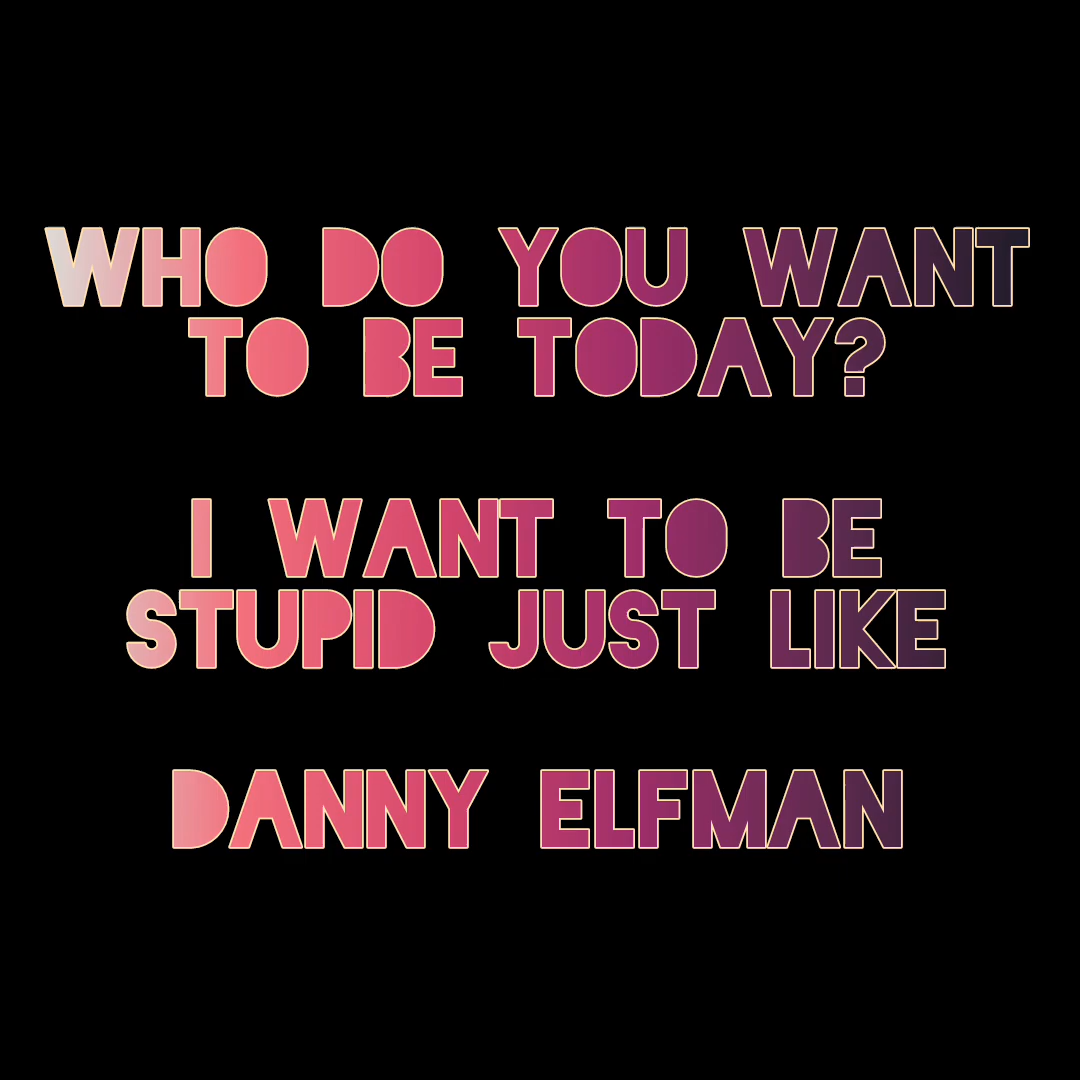 WHO DO YOU WANT
TO BE TODAY?
I WANT TO BE
STUPID JUST LIKE
DANNY ELFMAN